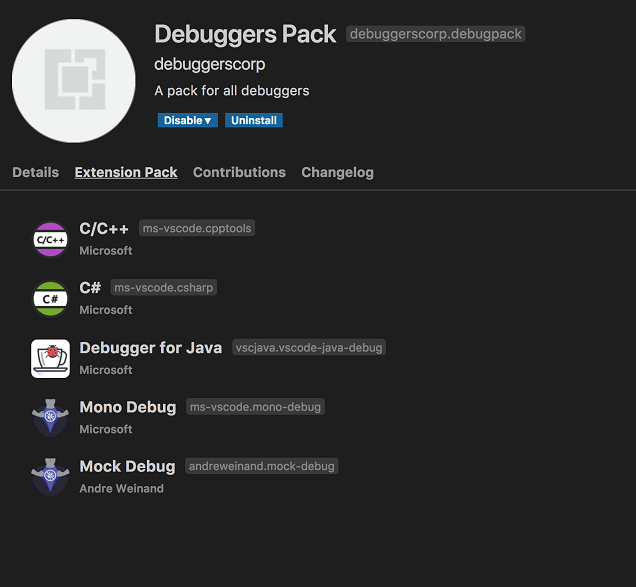 Debuggers Pack debuggerscorp.debugpack
debuggerscorp
A pack for all debuggers
Disable▼ Uninstall
Details Extension Pack Contributions Changelog
C/C++ C/C++ ms-vscode.cpptools
Microsoft
C# C# ms-vscode.csharp
Microsoft
Debugger for Java vscjava.vscode-java-debug
Microsoft
Mono Debug ms-vscode.mono-debug
Microsoft
Mock Debug andreweinand.mock-debug
Andre Weinand